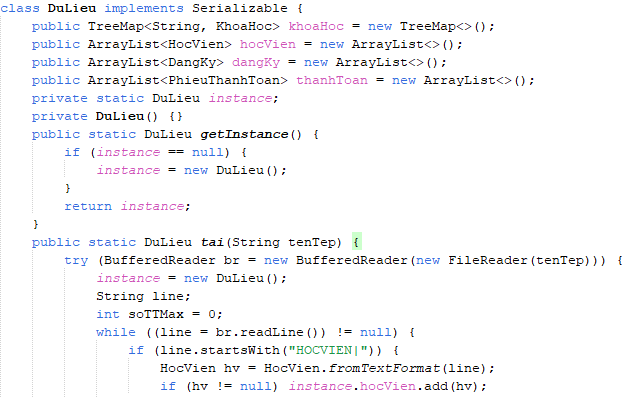 class DuLieu implements Serializable {
    public TreeMap<String, KhoaHoc> khoaHoc = new TreeMap<>();
    public ArrayList<HocVien> hocVien = new ArrayList<>();
    public ArrayList<DangKy> dangKy = new ArrayList<>();
    public ArrayList<PhieuThanhToan> thanhToan = new ArrayList<>();
    private static DuLieu instance;
    private DuLieu() {}
    public static DuLieu getInstance() {
        if (instance == null) {
            instance = new DuLieu();
        }
        return instance;
    }
    public static DuLieu tai(String tenTep) {
        try (BufferedReader br = new BufferedReader(new FileReader(tenTep))) {
            instance = new DuLieu();
            String line;
            int soTTMax = 0;
            while ((line = br.readLine()) != null) {
                if (line.startsWith("HOCVIEN|")) {
                    HocVien hv = HocVien.fromTextFormat(line);
                    if (hv != null) instance.hocVien.add(hv);